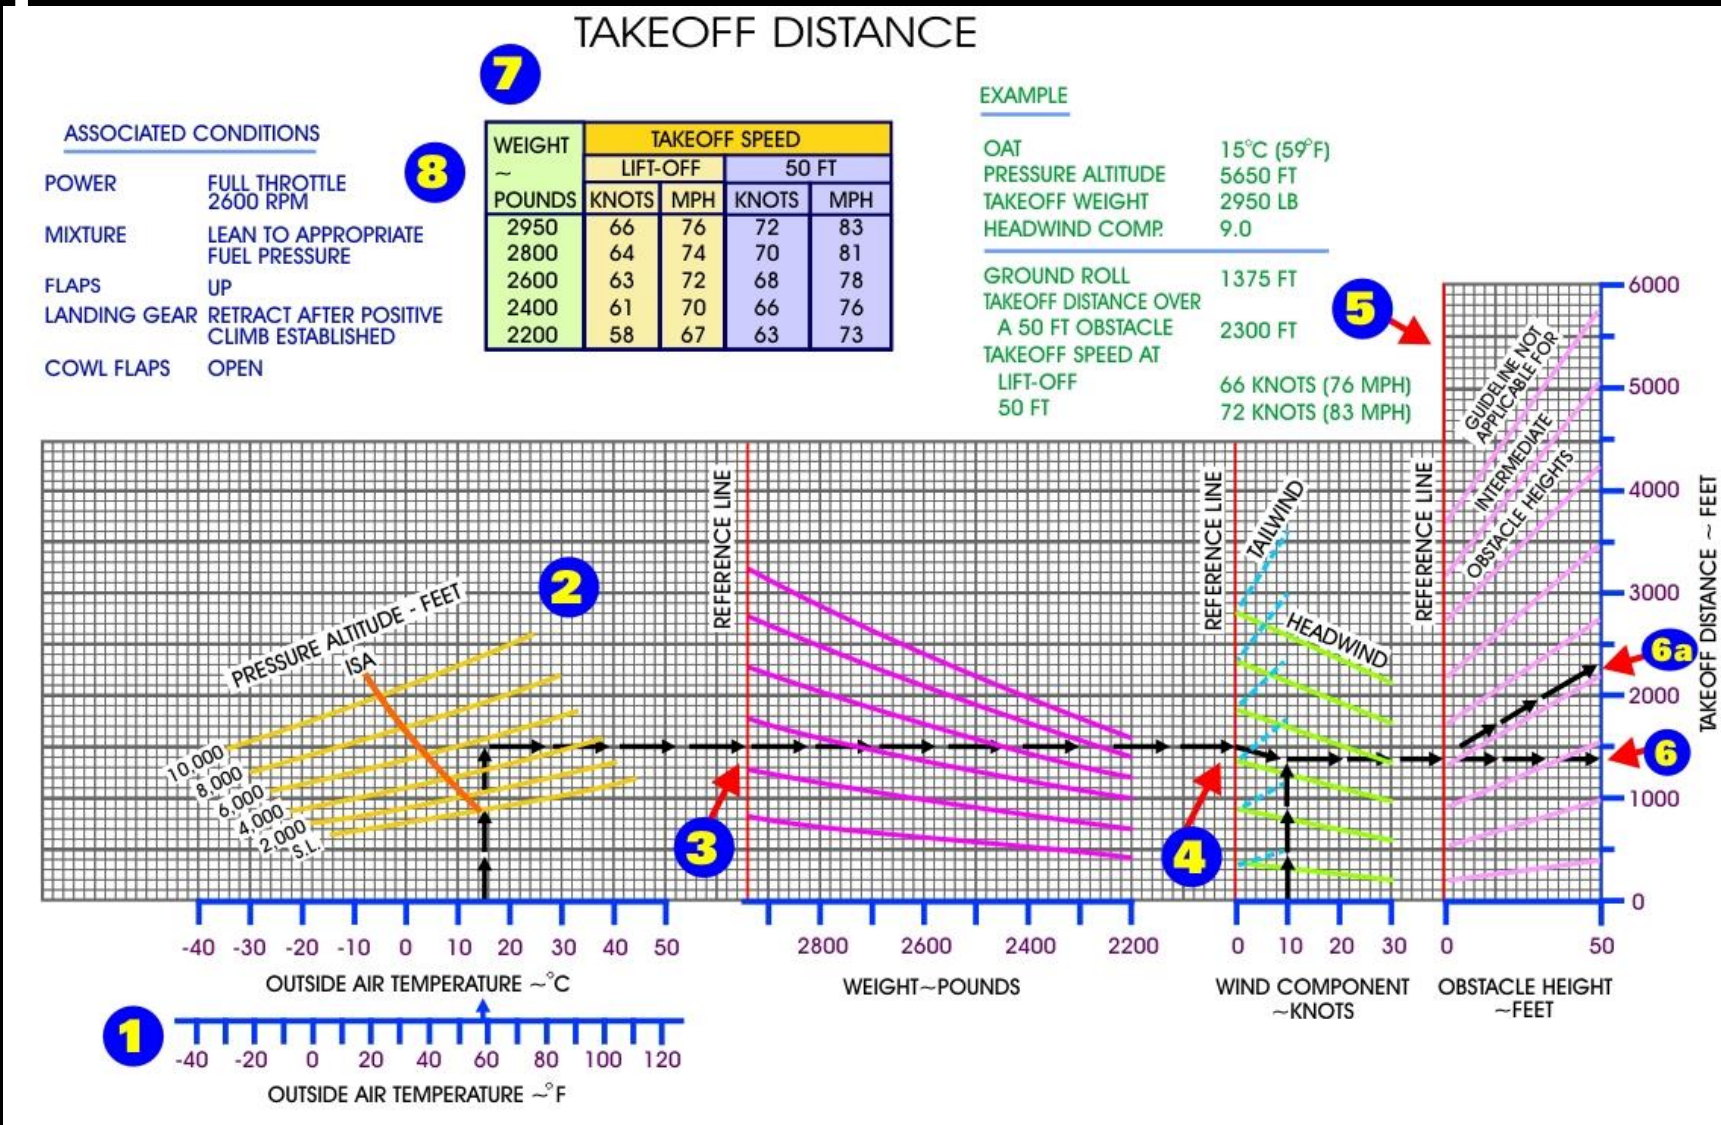 TAKEOFF DISTANCE
7
ASSOCIATED CONDITIONS
POWER FULL THROTTLE
2600 RPM
MIXTURE LEAN TO APPROPRIATE
FUEL PRESSURE
FLAPS UP
LANDING GEAR RETRACT AFTER POSITIVE
CLIMB ESTABLISHED
COWL FLAPS OPEN
8
WEIGHT ~ POUNDS TAKEOFF SPEED
LIFT-OFF 50 FT
KNOTS MPH KNOTS MPH
2950 66 76 72 83
2800 64 74 70 81
2600 63 72 68 78
2400 61 70 66 76
2200 58 67 63 73
EXAMPLE
OAT 15°C (59°F)
PRESSURE ALTITUDE 5650 FT
TAKEOFF WEIGHT 2950 LB
HEADWIND COMP. 9.0
GROUND ROLL 1375 FT
TAKEOFF DISTANCE OVER
A 50 FT OBSTACLE 2300 FT
TAKEOFF SPEED AT
LIFT-OFF 66 KNOTS (76 MPH)
50 FT 72 KNOTS (83 MPH)
5
2
PRESSURE ALTITUDE - FEET
ISA
10,000
8,000
6,000
4,000
2,000
S.L.
REFERENCE LINE
3
REFERENCE LINE
TAILWIND
HEADWIND
4
REFERENCE LINE
GUIDELINE NOT
APPLICABLE FOR
INTERMEDIATE
OBSTACLE HEIGHTS
6000
5000
4000
3000
2000
1000
0
TAKEOFF DISTANCE ~ FEET
6a
6
-40 -30 -20 -10 0 10 20 30 40 50
OUTSIDE AIR TEMPERATURE ~°C
2800 2600 2400 2200
WEIGHT~POUNDS
0 10 20 30
WIND COMPONENT
~KNOTS
0 50
OBSTACLE HEIGHT
~FEET
1
-40 -20 0 20 40 60 80 100 120
OUTSIDE AIR TEMPERATURE ~°F